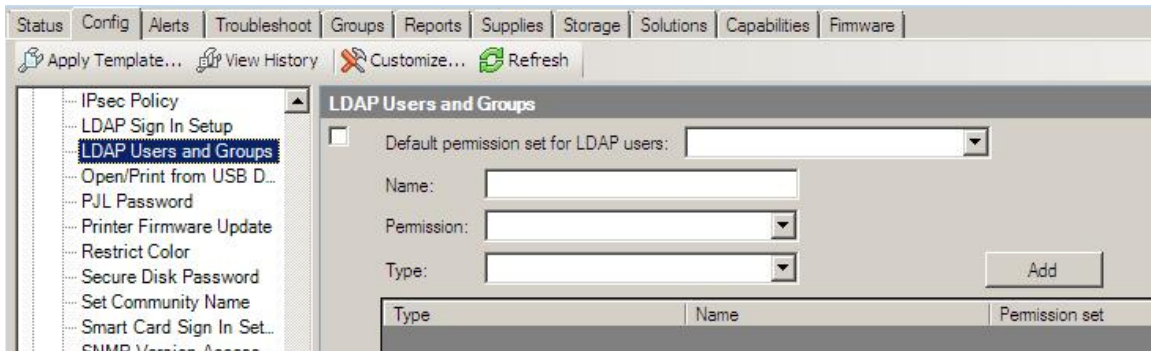 Status Config Alerts Troubleshoot Groups Reports Supplies Storage Solutions Capabilities Firmware
Apply Template... View History Customize... Refresh
IPsec Policy
LDAP Sign In Setup
LDAP Users and Groups
Open/Print from USB D...
PJL Password
Printer Firmware Update
Restrict Color
Secure Disk Password
Set Community Name
Smart Card Sign In Set...
LDAP Users and Groups
Default permission set for LDAP users:
Name:
Permission:
Type:
Add
Type Name Permission set